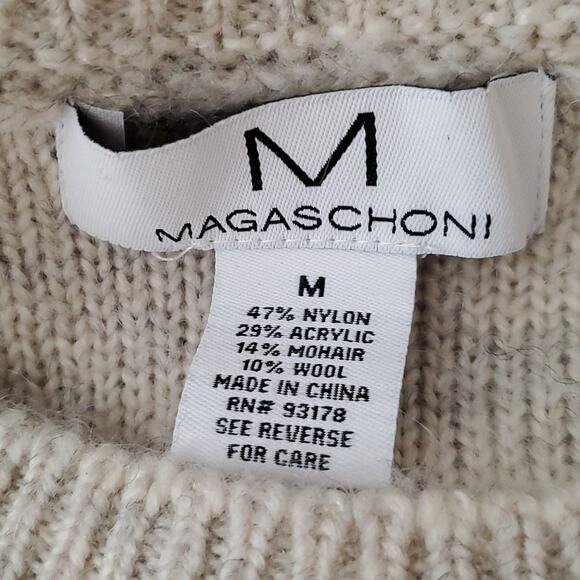 M
MAGASCHONI
M
47% NYLON
29% ACRYLIC
14% MOHAIR
10% WOOL
MADE IN CHINA
RN# 93178
SEE REVERSE
FOR CARE